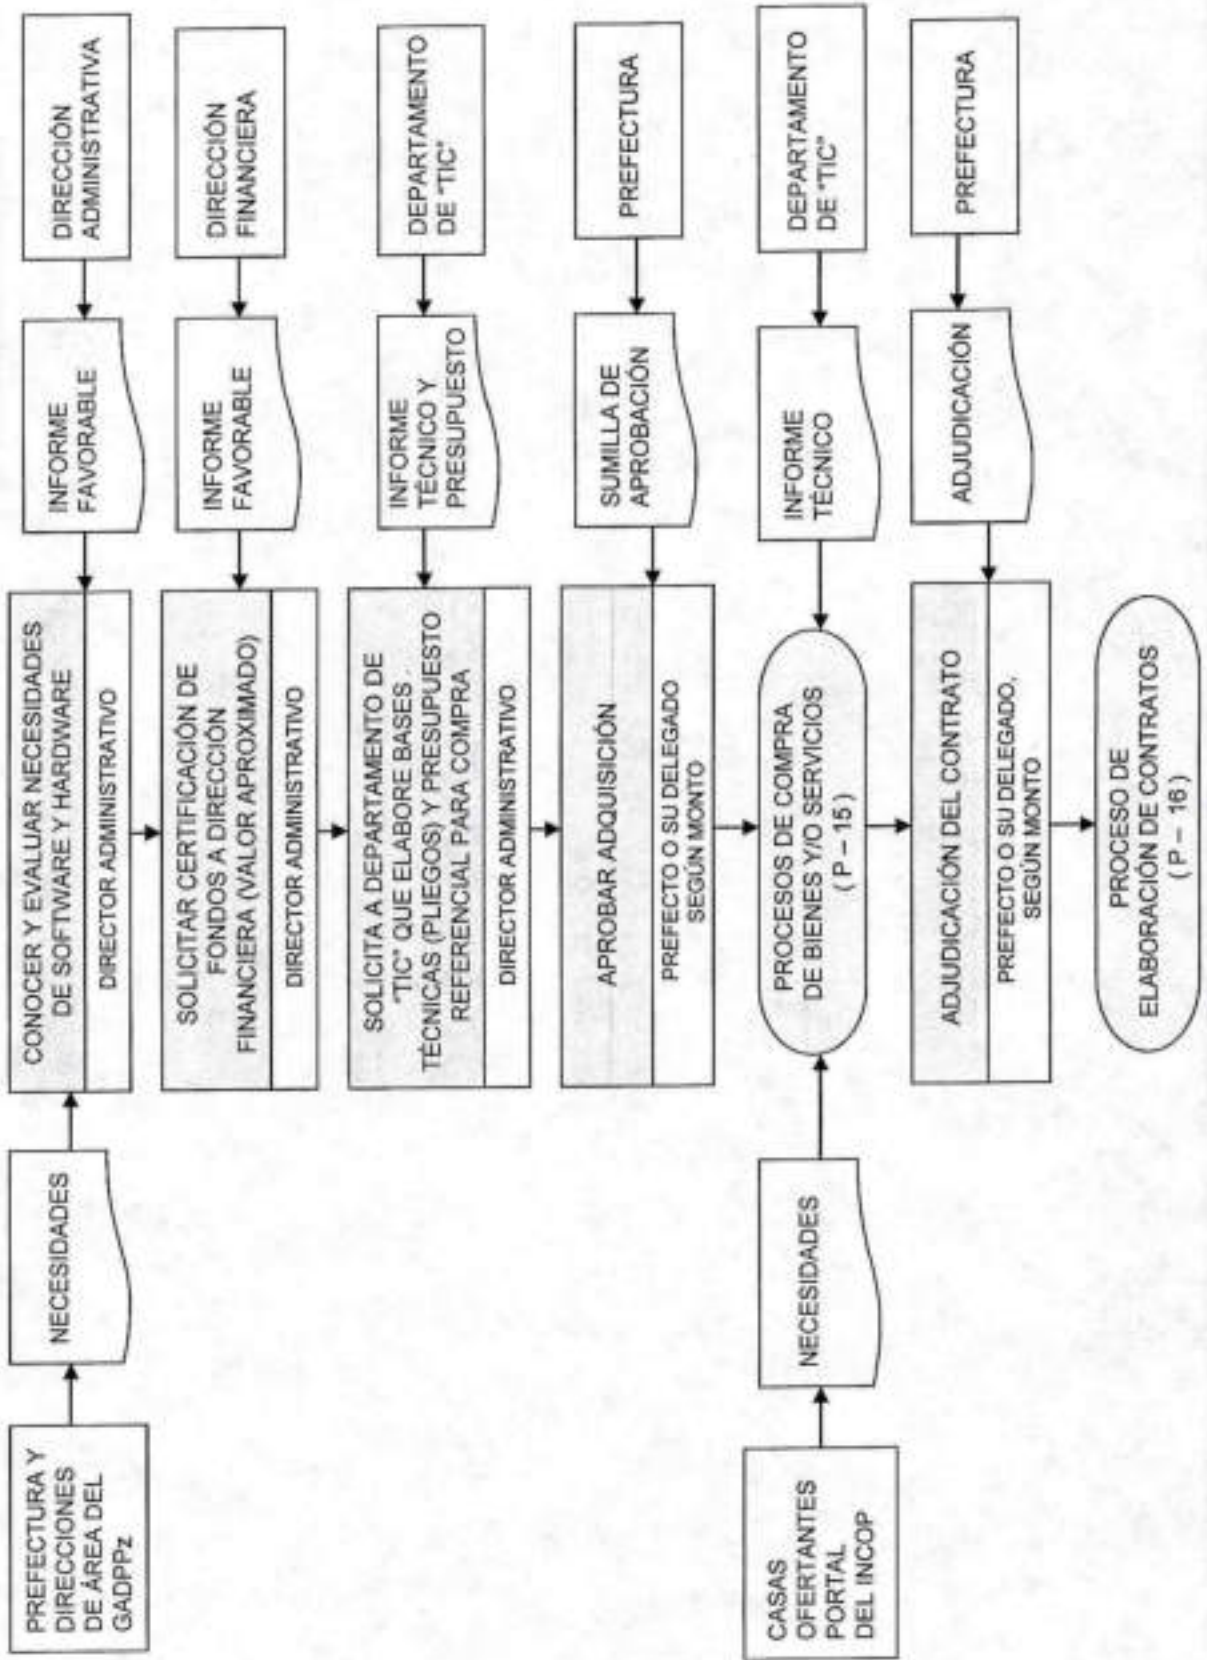 PREFECTURA Y
DIRECCIONES
DE ÁREA DEL
GADPPz
NECESIDADES
CONOCER Y EVALUAR NECESIDADES
DE SOFTWARE Y HARDWARE
DIRECTOR ADMINISTRATIVO
INFORME
FAVORABLE
DIRECCIÓN
ADMINISTRATIVA
SOLICITAR CERTIFICACIÓN DE
FONDOS A DIRECCIÓN
FINANCIERA (VALOR APROXIMADO)
DIRECTOR ADMINISTRATIVO
INFORME
FAVORABLE
DIRECCIÓN
FINANCIERA
SOLICITA A DEPARTAMENTO DE
"TIC" QUE ELABORE BASES
TÉCNICAS (PLIEGOS) Y PRESUPUESTO
REFERENCIAL PARA COMPRA
DIRECTOR ADMINISTRATIVO
INFORME
TÉCNICO Y
PRESUPUESTO
DEPARTAMENTO
DE "TIC"
APROBAR ADQUISICIÓN
PREFECTO O SU DELEGADO
SEGÚN MONTO
SUMILLA DE
APROBACIÓN
PREFECTURA
CASAS
OFERTANTES
PORTAL
DEL INCOP
NECESIDADES
PROCESOS DE COMPRA
DE BIENES Y/O SERVICIOS
( P – 15 )
INFORME
TÉCNICO
DEPARTAMENTO
DE "TIC"
ADJUDICACIÓN DEL CONTRATO
PREFECTO O SU DELEGADO,
SEGÚN MONTO
ADJUDICACIÓN
PREFECTURA
PROCESO DE
ELABORACIÓN DE CONTRATOS
( P – 16 )